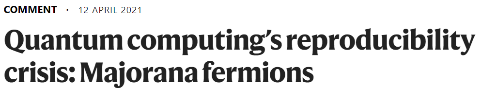 COMMENT · 12 APRIL 2021
Quantum computing's reproducibility
crisis: Majorana fermions